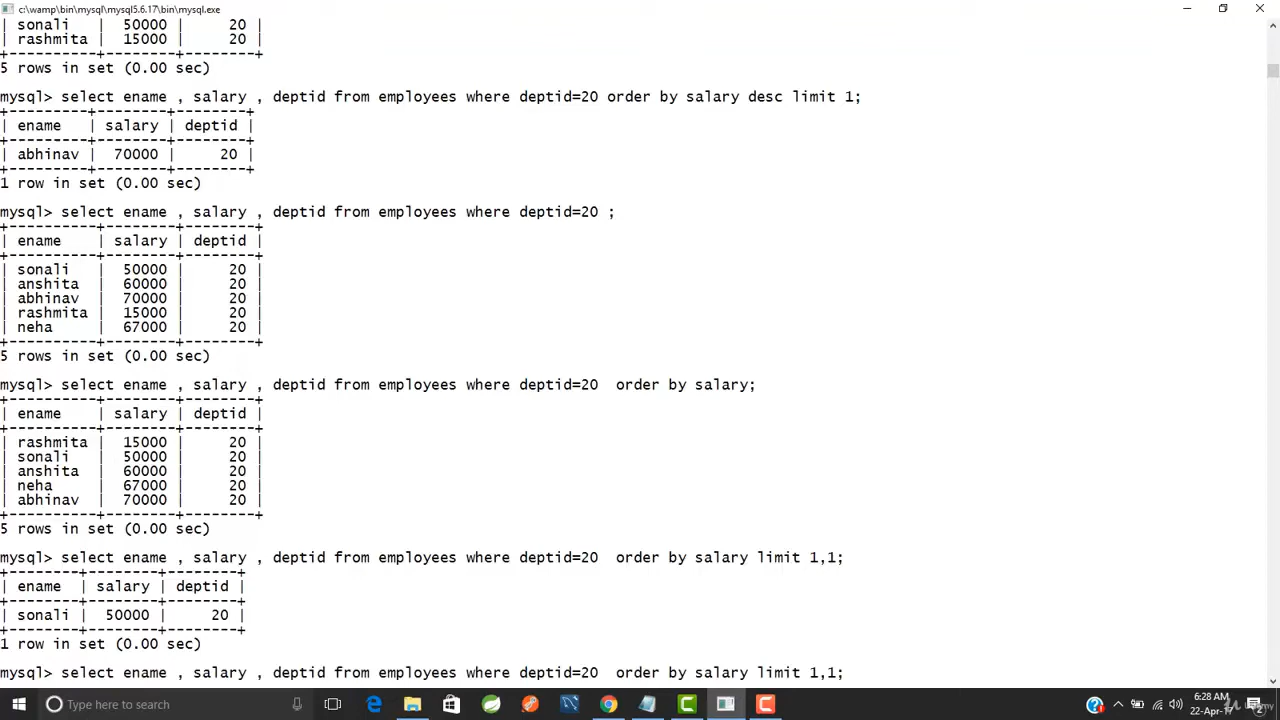 c:\wamp\bin\mysql\mysql5.6.17\bin\mysql.exe
| sonali   |  50000 |     20 |
| rashmita |  15000 |     20 |
+----------+--------+--------+
5 rows in set (0.00 sec)
mysql> select ename , salary , deptid from employees where deptid=20 order by salary desc limit 1;
+---------+--------+--------+
| ename   | salary | deptid |
+---------+--------+--------+
| abhinav |  70000 |     20 |
+---------+--------+--------+
1 row in set (0.00 sec)
mysql> select ename , salary , deptid from employees where deptid=20 ;
+----------+--------+--------+
| ename    | salary | deptid |
+----------+--------+--------+
| sonali   |  50000 |     20 |
| anshita  |  60000 |     20 |
| abhinav  |  70000 |     20 |
| rashmita |  15000 |     20 |
| neha     |  67000 |     20 |
+----------+--------+--------+
5 rows in set (0.00 sec)
mysql> select ename , salary , deptid from employees where deptid=20  order by salary;
+----------+--------+--------+
| ename    | salary | deptid |
+----------+--------+--------+
| rashmita |  15000 |     20 |
| sonali   |  50000 |     20 |
| anshita  |  60000 |     20 |
| neha     |  67000 |     20 |
| abhinav  |  70000 |     20 |
+----------+--------+--------+
5 rows in set (0.00 sec)
mysql> select ename , salary , deptid from employees where deptid=20  order by salary limit 1,1;
+--------+--------+--------+
| ename  | salary | deptid |
+--------+--------+--------+
| sonali |  50000 |     20 |
+--------+--------+--------+
1 row in set (0.00 sec)
mysql> select ename , salary , deptid from employees where deptid=20  order by salary limit 1,1;
Type here to search
6:28 AM
22-Apr-17